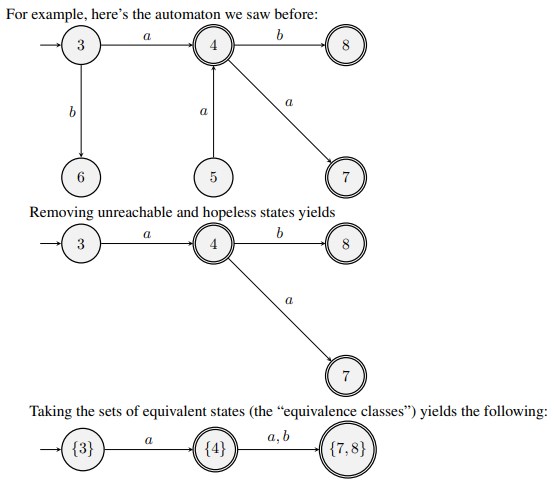 For example, here's the automaton we saw before:
3 a 4 b 8
b a a
6 5 7
Removing unreachable and hopeless states yields
3 a 4 b 8
a
7
Taking the sets of equivalent states (the “equivalence classes”) yields the following:
{3} a {4} a, b {7, 8}